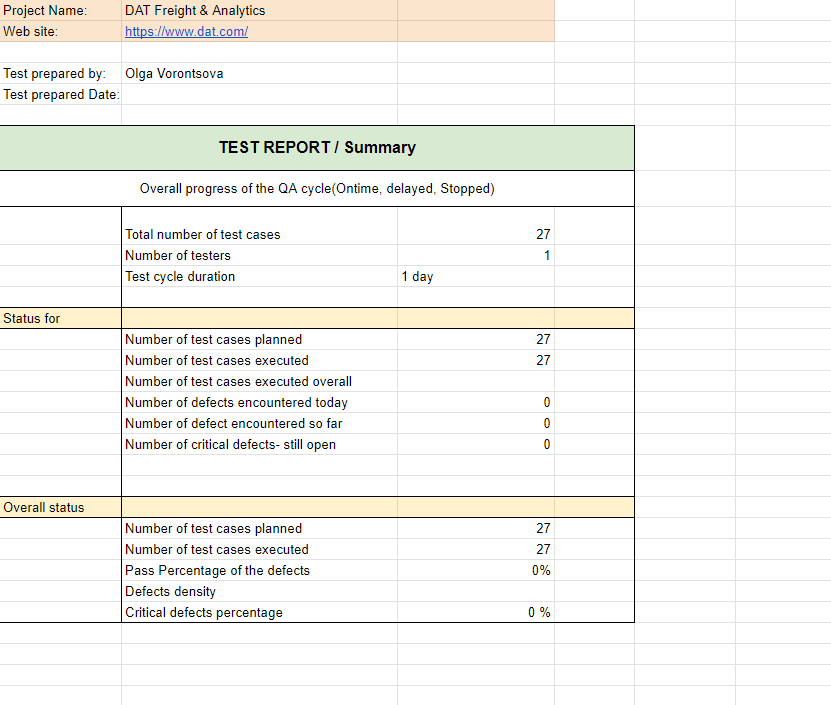 Project Name: DAT Freight & Analytics
Web site: https://www.dat.com/
Test prepared by: Olga Vorontsova
Test prepared Date:
TEST REPORT / Summary
Overall progress of the QA cycle(Ontime, delayed, Stopped)
Total number of test cases 27
Number of testers 1
Test cycle duration 1 day
Status for
Number of test cases planned 27
Number of test cases executed 27
Number of test cases executed overall
Number of defects encountered today 0
Number of defect encountered so far 0
Number of critical defects- still open 0
Overall status
Number of test cases planned 27
Number of test cases executed 27
Pass Percentage of the defects 0%
Defects density
Critical defects percentage 0 %